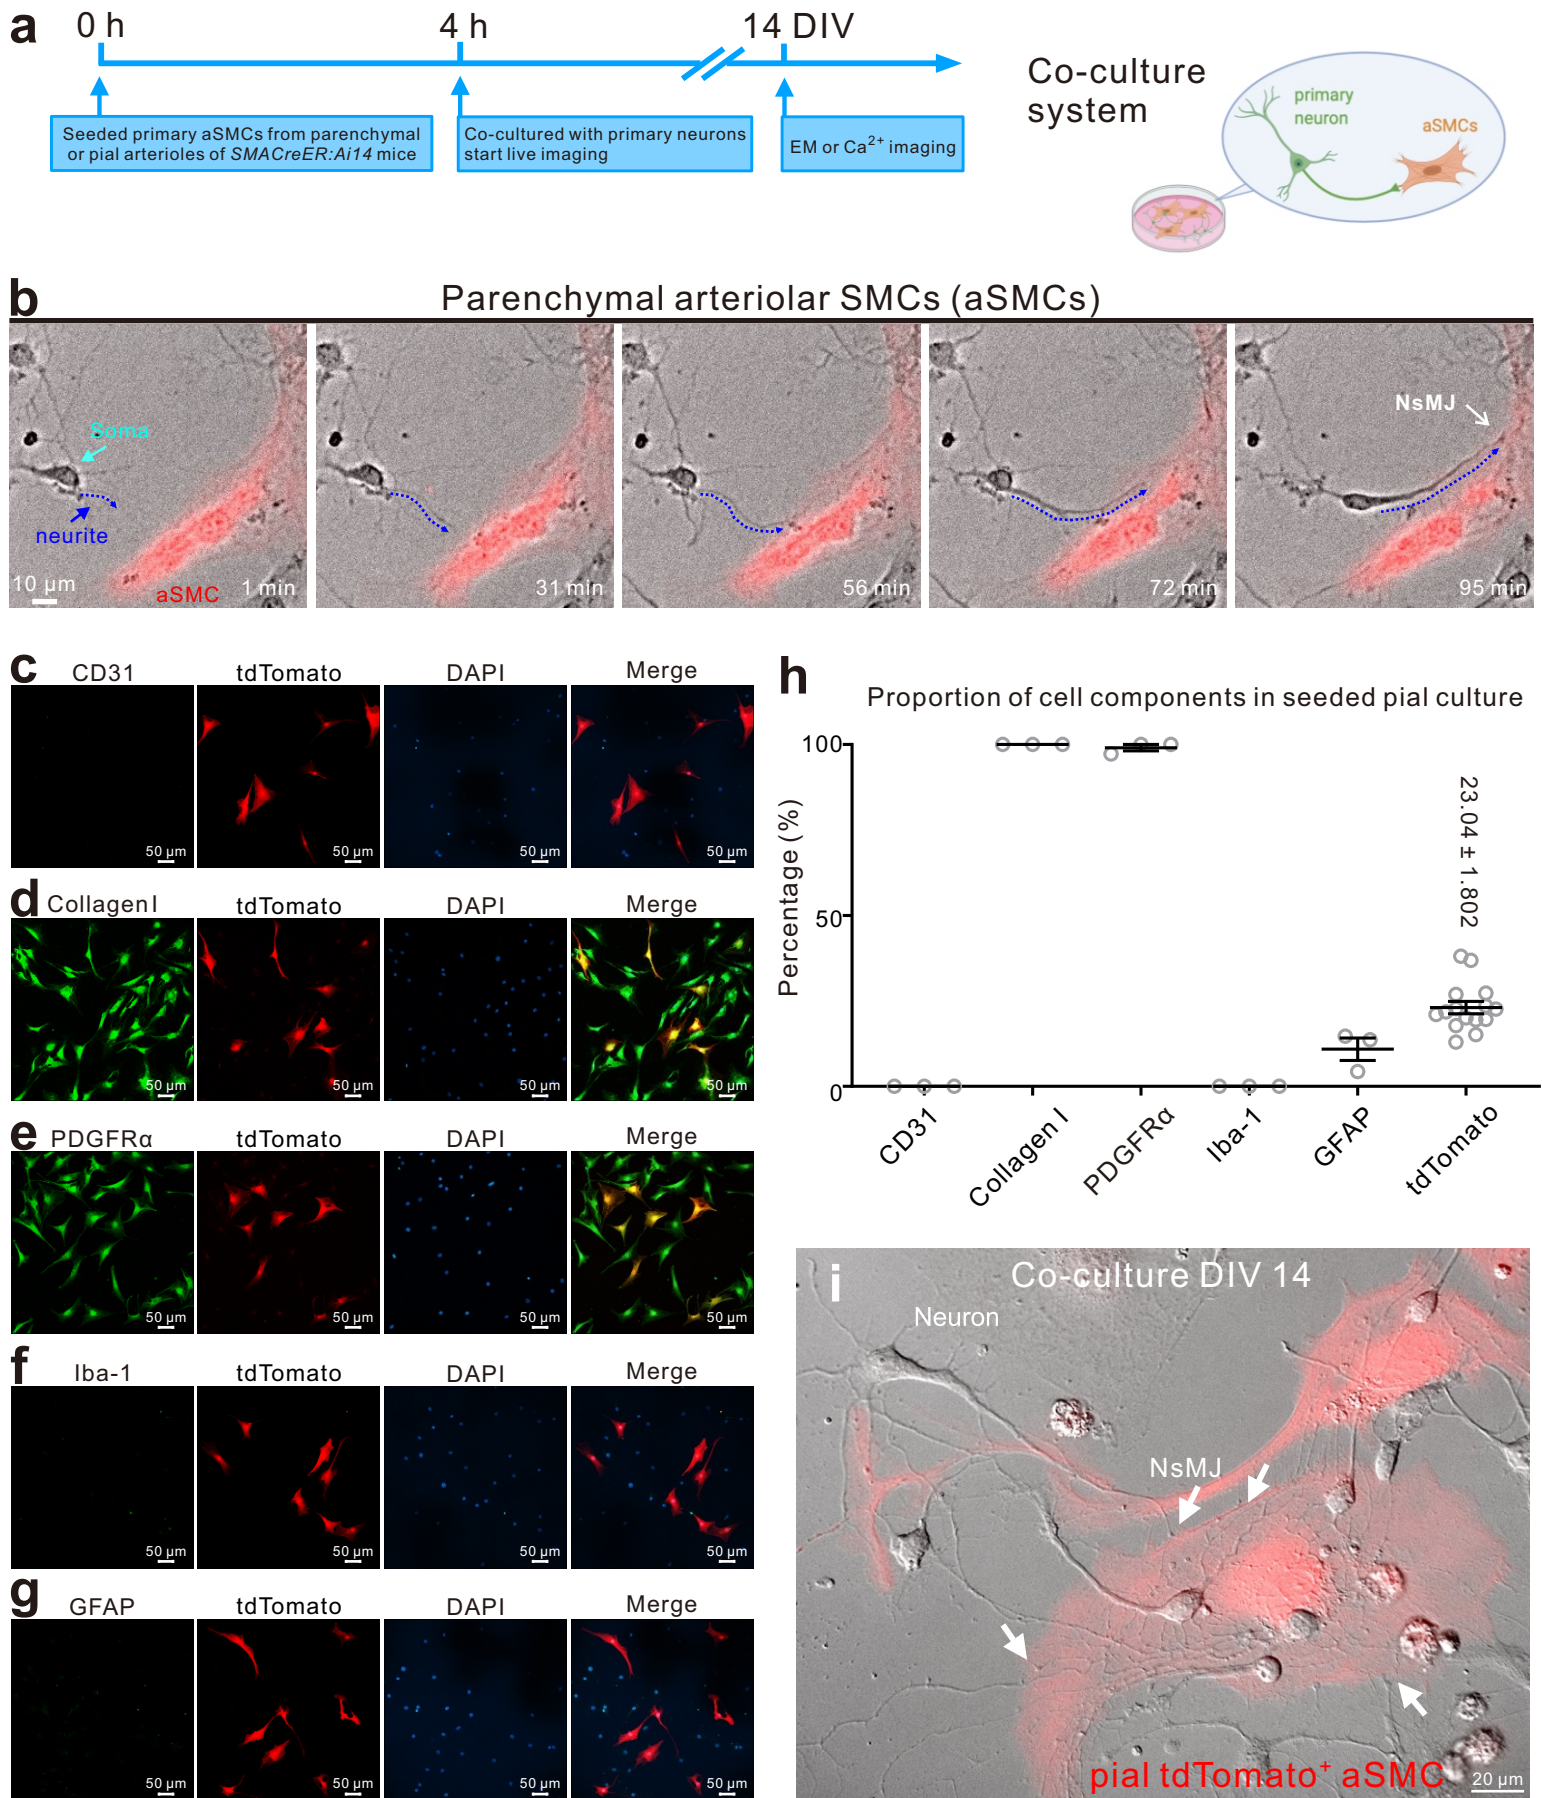 a
0 h
4 h
14 DIV
Seeded primary aSMCs from parenchymal
or pial arterioles of SMACreER:Ai14 mice
Co-cultured with primary neurons
start live imaging
EM or Ca²⁺ imaging
Co-culture
system
primary
neuron
aSMCs
b
Parenchymal arteriolar SMCs (aSMCs)
Soma
neurite
10 µm
aSMC
1 min
31 min
56 min
72 min
NsMJ
95 min
c
CD31
tdTomato
DAPI
Merge
50 µm
50 µm
50 µm
50 µm
d
Collagen I
tdTomato
DAPI
Merge
50 µm
50 µm
50 µm
50 µm
e
PDGFRα
tdTomato
DAPI
Merge
50 µm
50 µm
50 µm
50 µm
f
Iba-1
tdTomato
DAPI
Merge
50 µm
50 µm
50 µm
50 µm
g
GFAP
tdTomato
DAPI
Merge
50 µm
50 µm
50 µm
50 µm
h
Proportion of cell components in seeded pial culture
Percentage (%)
100
50
0
23.04 ± 1.802
CD31
Collagen I
PDGFRα
Iba-1
GFAP
tdTomato
i
Co-culture DIV 14
Neuron
NsMJ
pial tdTomato⁺ aSMC
20 µm